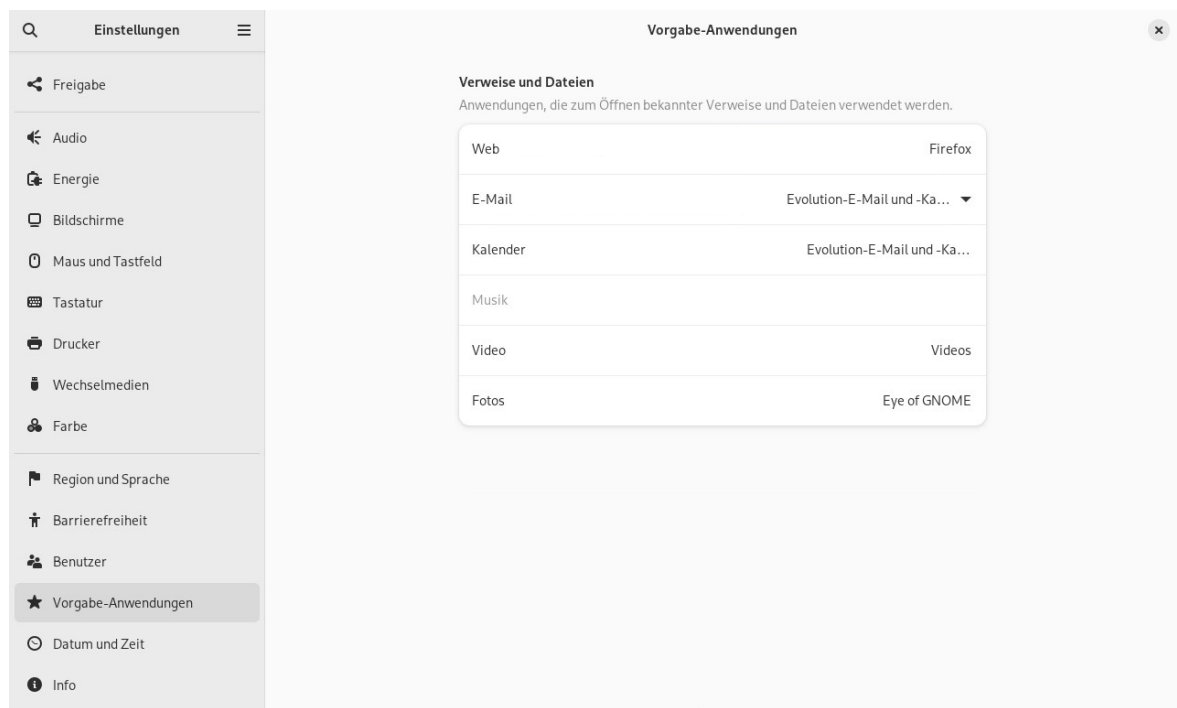 Einstellungen
Freigabe
Audio
Energie
Bildschirme
Maus und Tastfeld
Tastatur
Drucker
Wechselmedien
Farbe
Region und Sprache
Barrierefreiheit
Benutzer
Vorgabe-Anwendungen
Datum und Zeit
Info
Vorgabe-Anwendungen
Verweise und Dateien
Anwendungen, die zum Öffnen bekannter Verweise und Dateien verwendet werden.
Web Firefox
E-Mail Evolution-E-Mail und -Ka…
Kalender Evolution-E-Mail und -Ka…
Musik
Video Videos
Fotos Eye of GNOME